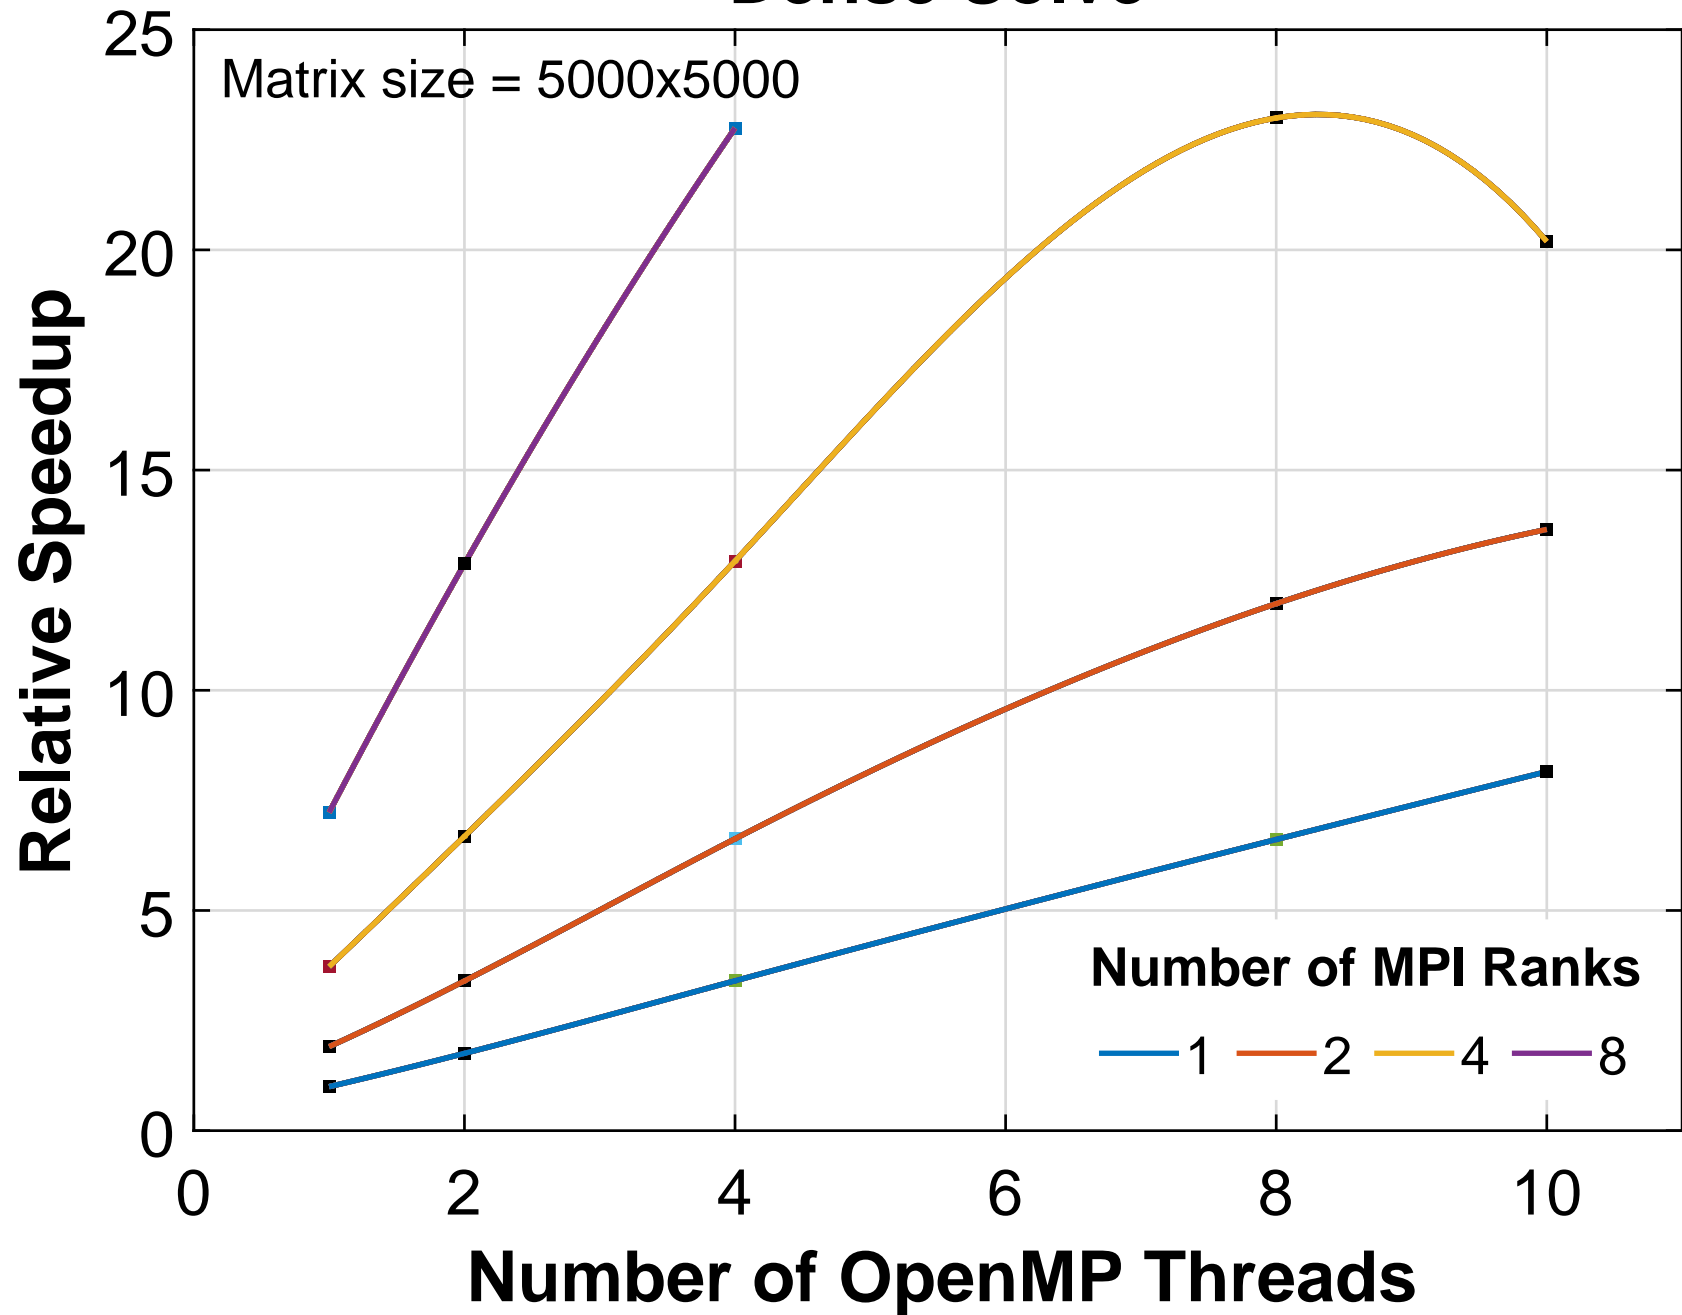 Matrix size = 5000x5000
25
20
15
10
5
0
Relative Speedup
Number of MPI Ranks
1 2 4 8
0 2 4 6 8 10
Number of OpenMP Threads